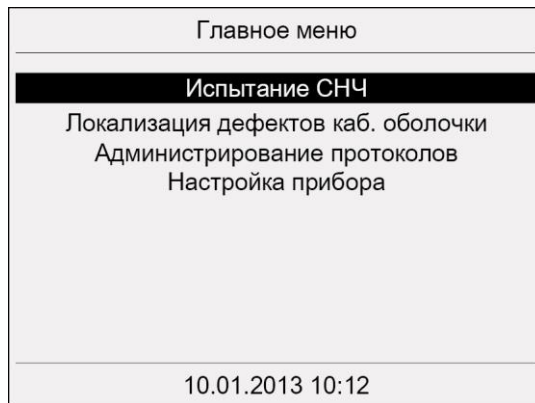 Главное меню
Испытание СНЧ
Локализация дефектов каб. оболочки
Администрирование протоколов
Настройка прибора
10.01.2013 10:12